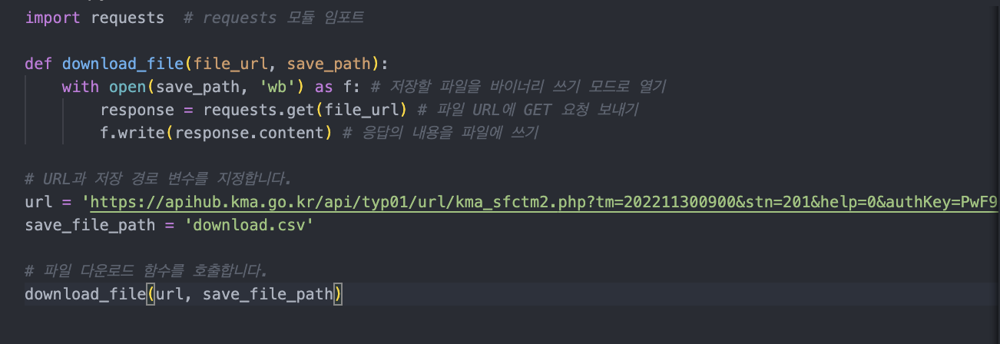 import requests  # requests 모듈 임포트
def download_file(file_url, save_path):
    with open(save_path, 'wb') as f: # 저장할 파일을 바이너리 쓰기 모드로 열기
        response = requests.get(file_url) # 파일 URL에 GET 요청 보내기
        f.write(response.content) # 응답의 내용을 파일에 쓰기
# URL과 저장 경로 변수를 지정합니다.
url = 'https://apihub.kma.go.kr/api/typ01/url/kma_sfctm2.php?tm=202211300900&stn=201&help=0&authKey=PwF9
save_file_path = 'download.csv'
# 파일 다운로드 함수를 호출합니다.
download_file(url, save_file_path)